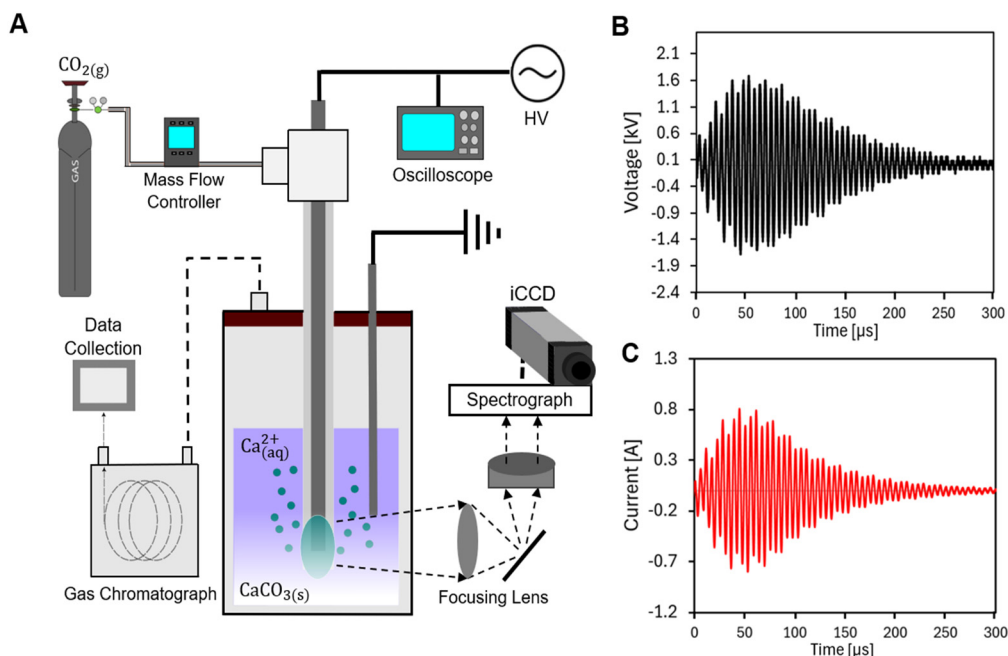 A
CO2(g)
GAS
Mass Flow
Controller
HV
Oscilloscope
Data
Collection
iCCD
Spectrograph
Ca2+(aq)
CaCO3(s)
Gas Chromatograph
Focusing Lens
B
Voltage [kV]
2.1
1.6
1.1
0.6
0.1
-0.4
-0.9
-1.4
-1.9
-2.4
0 50 100 150 200 250 300
Time [µs]
C
Current [A]
1.3
0.8
0.3
-0.2
-0.7
-1.2
0 50 100 150 200 250 300
Time [µs]